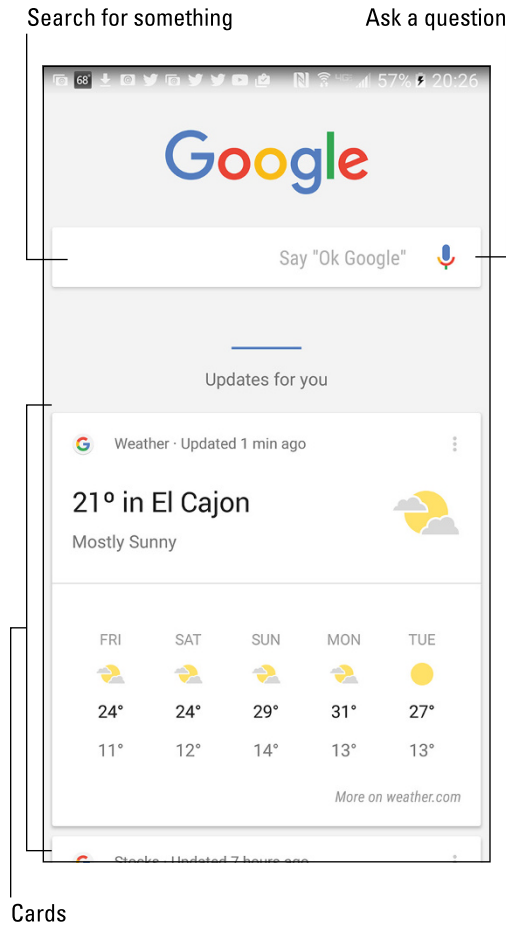 Search for something Ask a question
68° 4G 57% 20:26
Google
Say "Ok Google"
Updates for you
G Weather · Updated 1 min ago
21º in El Cajon
Mostly Sunny
FRI SAT SUN MON TUE
24° 24° 29° 31° 27°
11° 12° 14° 13° 13°
More on weather.com
G Stocks · Updated 7 hours ago
Cards